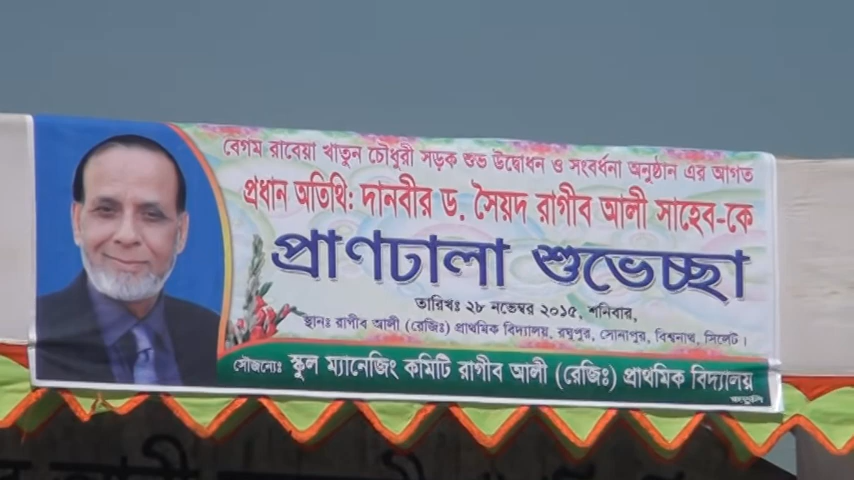 বেগম রাবেয়া খাতুন চৌধুরী সড়ক শুভ উদ্বোধন ও সংবর্ধনা অনুষ্ঠান এর আগত
প্রধান অতিথি: দানবীর ড. সৈয়দ রাগীব আলী সাহেব-কে
প্রাণঢালা শুভেচ্ছা
তারিখঃ ২৮ নভেম্বর ২০১৫, শনিবার,
স্থানঃ রাগীব আলী (রেজিঃ) প্রাথমিক বিদ্যালয়, রঘুপুর, সোনাপুর, বিশ্বনাথ, সিলেট।
সৌজন্যেঃ স্কুল ম্যানেজিং কমিটি রাগীব আলী (রেজিঃ) প্রাথমিক বিদ্যালয়